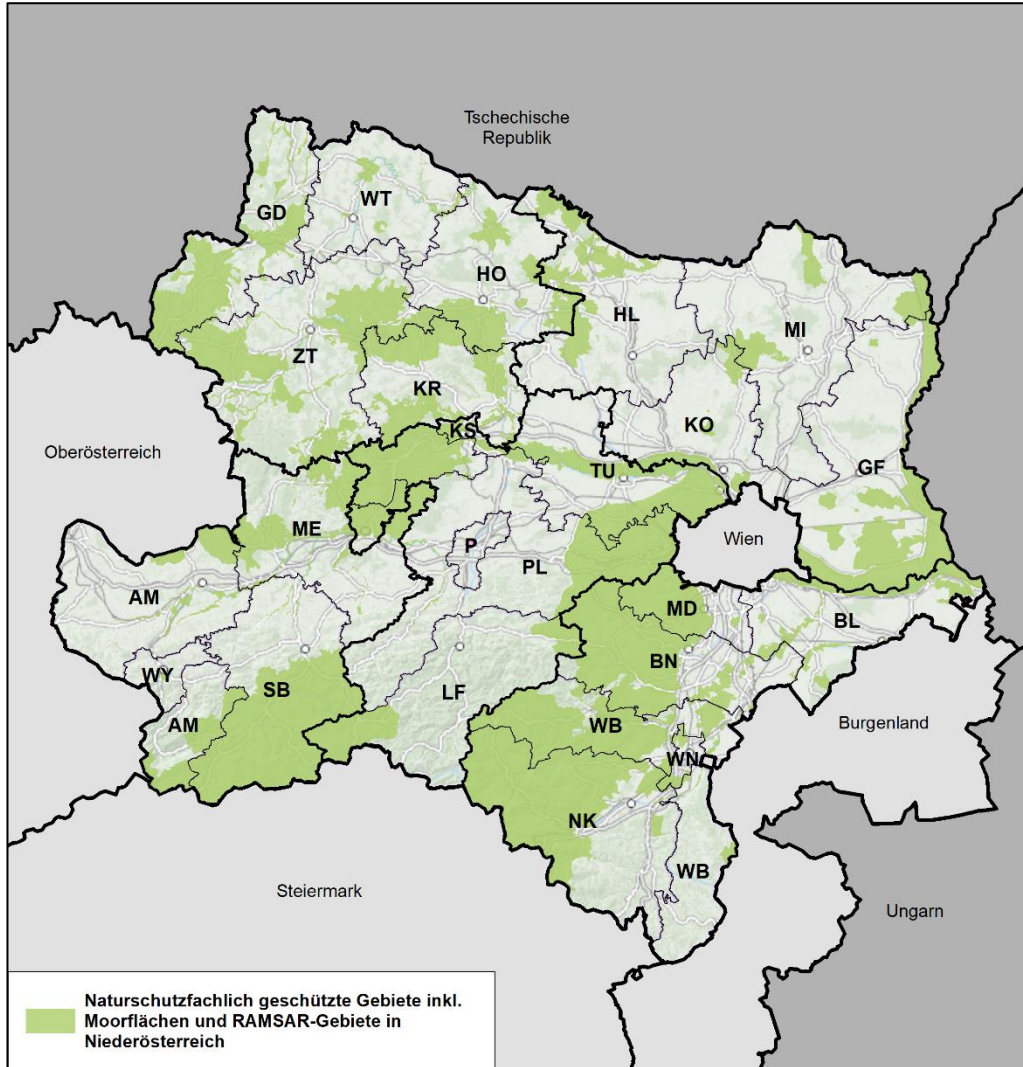 Tschechische
Republik
WT
GD
HO
HL
MI
ZT
KR
KO
KS
Oberösterreich
TU
GF
ME
Wien
P
PL
AM
MD
BL
BN
WY
SB
LF
AM
WB
Burgenland
WN
NK
WB
Steiermark
Ungarn
Naturschutzfachlich geschützte Gebiete inkl.
Moorflächen und RAMSAR-Gebiete in
Niederösterreich